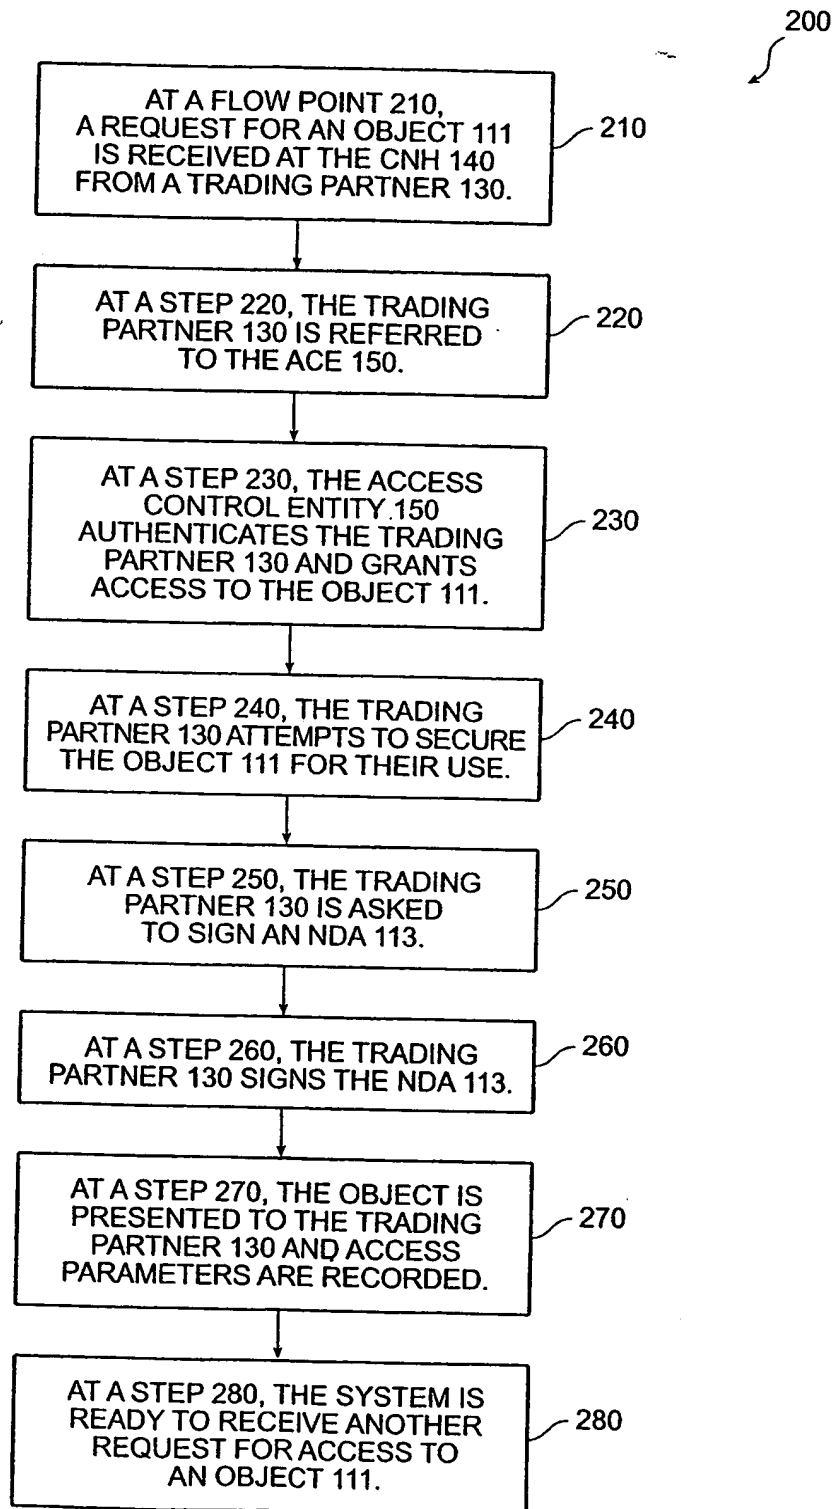 200
AT A FLOW POINT 210,
A REQUEST FOR AN OBJECT 111
IS RECEIVED AT THE CNH 140
FROM A TRADING PARTNER 130.
210
AT A STEP 220, THE TRADING
PARTNER 130 IS REFERRED
TO THE ACE 150.
220
AT A STEP 230, THE ACCESS
CONTROL ENTITY 150
AUTHENTICATES THE TRADING
PARTNER 130 AND GRANTS
ACCESS TO THE OBJECT 111.
230
AT A STEP 240, THE TRADING
PARTNER 130 ATTEMPTS TO SECURE
THE OBJECT 111 FOR THEIR USE.
240
AT A STEP 250, THE TRADING
PARTNER 130 IS ASKED
TO SIGN AN NDA 113.
250
AT A STEP 260, THE TRADING
PARTNER 130 SIGNS THE NDA 113.
260
AT A STEP 270, THE OBJECT IS
PRESENTED TO THE TRADING
PARTNER 130 AND ACCESS
PARAMETERS ARE RECORDED.
270
AT A STEP 280, THE SYSTEM IS
READY TO RECEIVE ANOTHER
REQUEST FOR ACCESS TO
AN OBJECT 111.
280